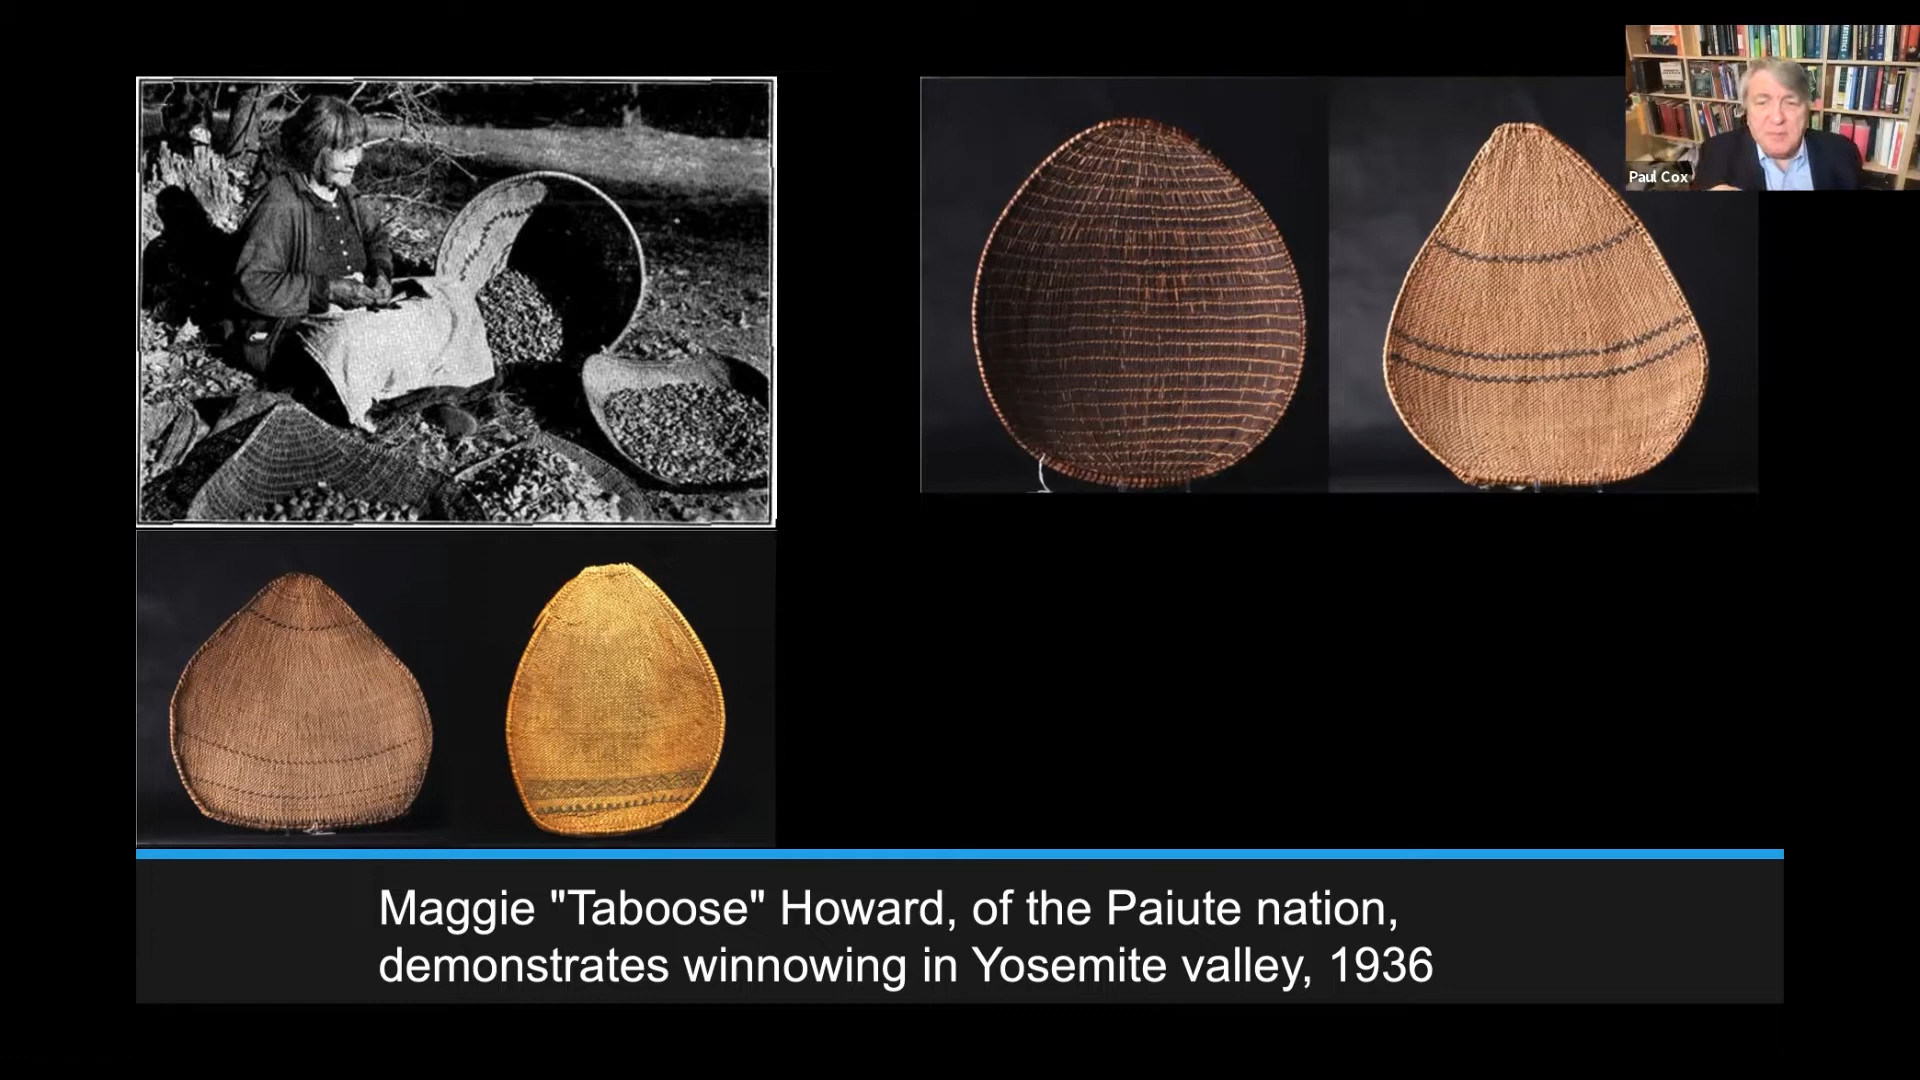 Paul Cox
Maggie "Taboose" Howard, of the Paiute nation,
demonstrates winnowing in Yosemite valley, 1936